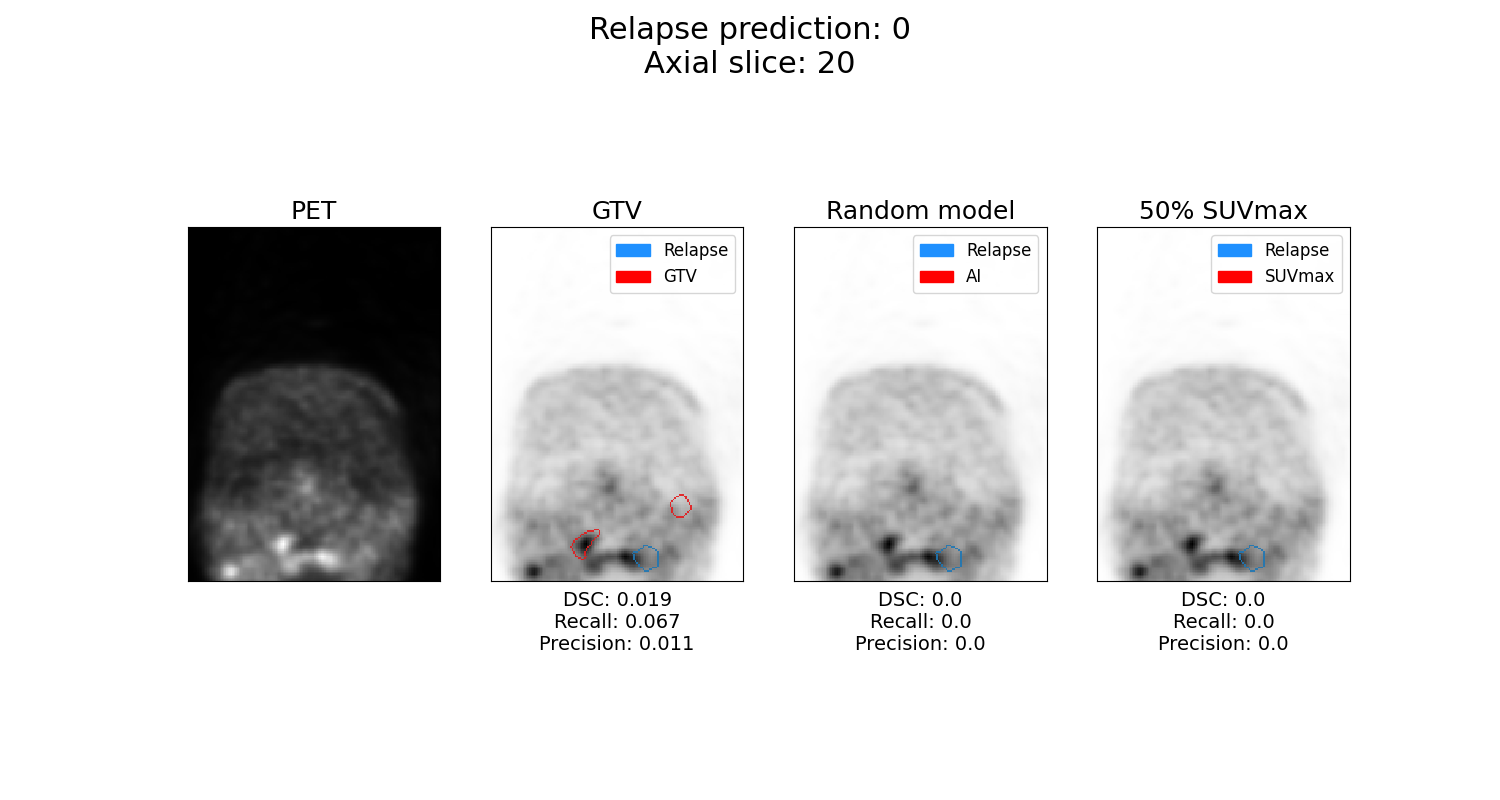 Relapse prediction: 0
Axial slice: 20
PET
GTV
Random model
50% SUVmax
Relapse
GTV
Relapse
AI
Relapse
SUVmax
DSC: 0.019
Recall: 0.067
Precision: 0.011
DSC: 0.0
Recall: 0.0
Precision: 0.0
DSC: 0.0
Recall: 0.0
Precision: 0.0